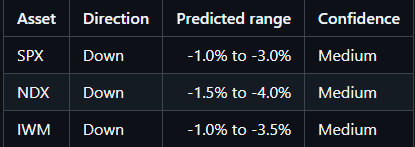 Asset Direction Predicted range Confidence
SPX Down -1.0% to -3.0% Medium
NDX Down -1.5% to -4.0% Medium
IWM Down -1.0% to -3.5% Medium